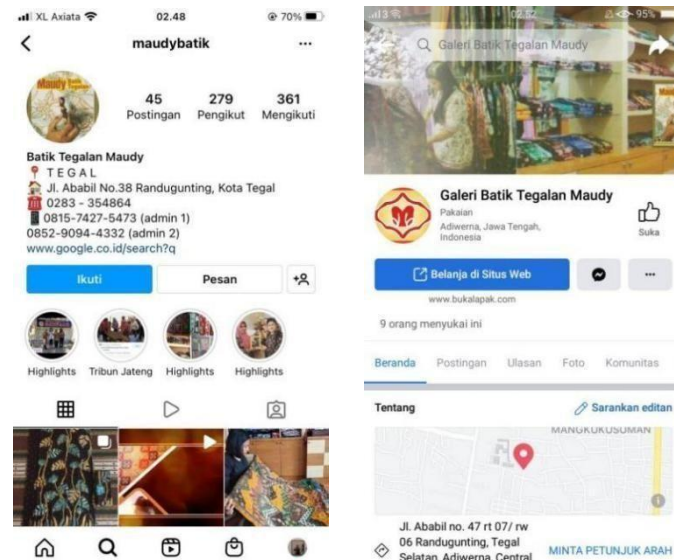 XL Axiata 02.48 70%
maudybatik
Maudy Batik Tegalan
45 279 361
Postingan Pengikut Mengikuti
Batik Tegalan Maudy
TEGAL
Jl. Ababil No.38 Randugunting, Kota Tegal
0283 - 354864
0815-7427-5473 (admin 1)
0852-9094-4332 (admin 2)
www.google.co.id/search?q
Ikuti Pesan
Highlights Tribun Jateng Highlights Highlights
95%
Galeri Batik Tegalan Maudy
Maudy
Galeri Batik Tegalan Maudy
Pakaian
Adiwerna, Jawa Tengah,
Indonesia
Suka
Belanja di Situs Web
www.bukalapak.com
9 orang menyukai ini
Beranda Postingan Ulasan Foto Komunitas
Tentang Sarankan editan
MANGKUKUSUMAN
Jl. Ababil no. 47 rt 07/ rw
06 Randugunting, Tegal
Selatan, Adiwerna, Central MINTA PETUNJUK ARAH